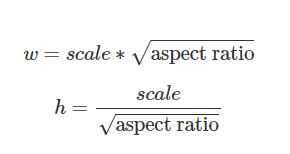 w = scale * √aspect ratio
h = scale / √aspect ratio